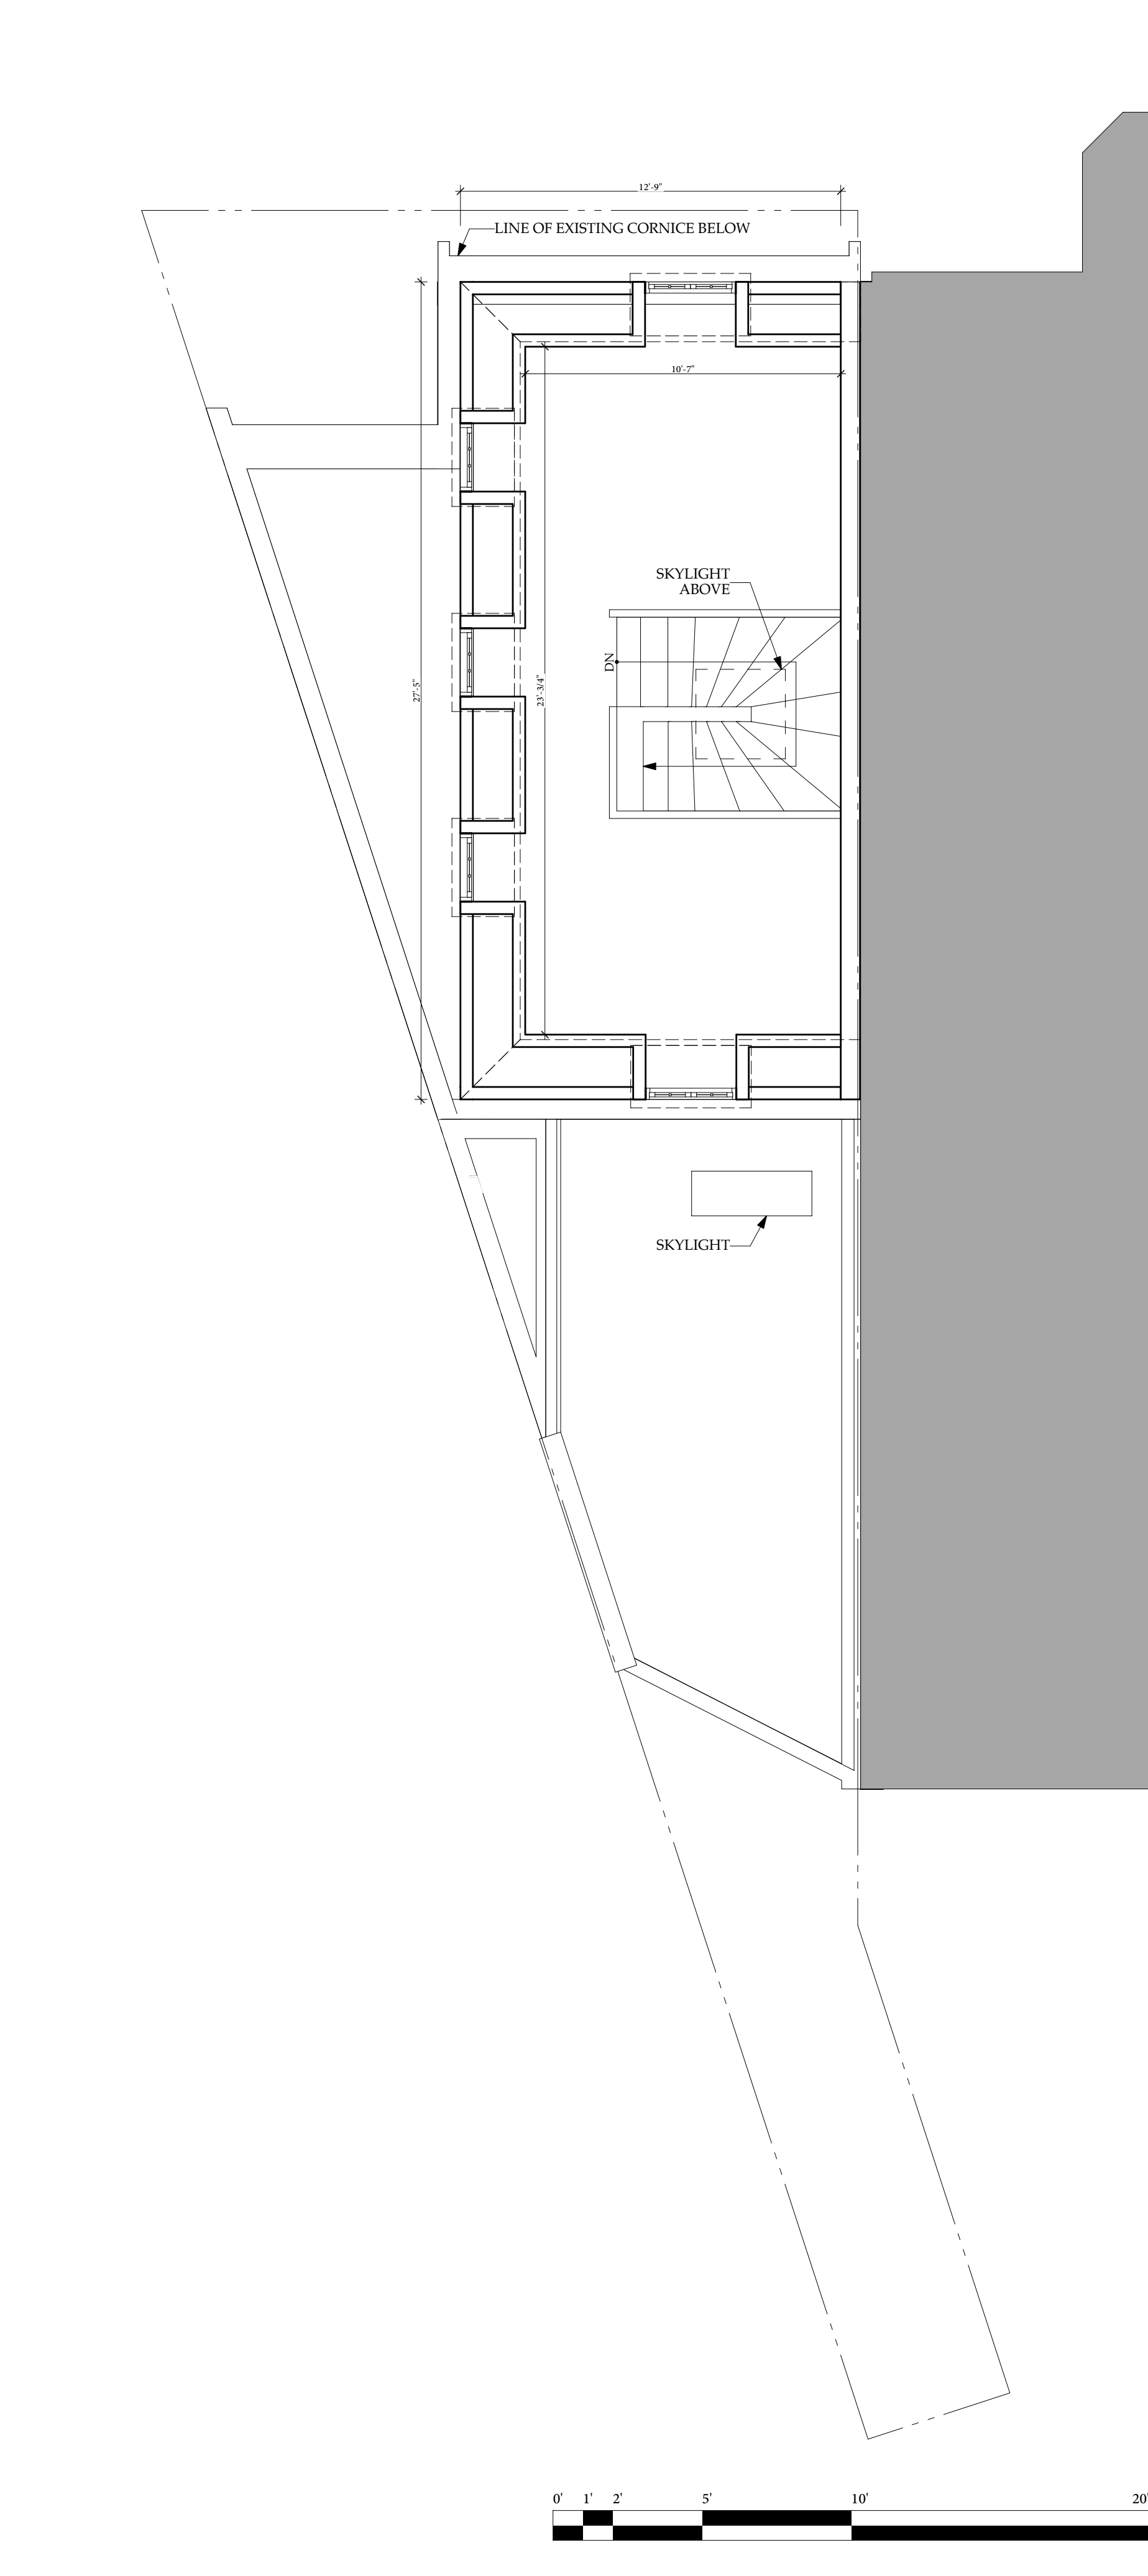 12'-9"
LINE OF EXISTING CORNICE BELOW
10'-7"
SKYLIGHT
ABOVE
DN
27'-5"
23'-3/4"
SKYLIGHT
0' 1' 2' 5' 10' 20'